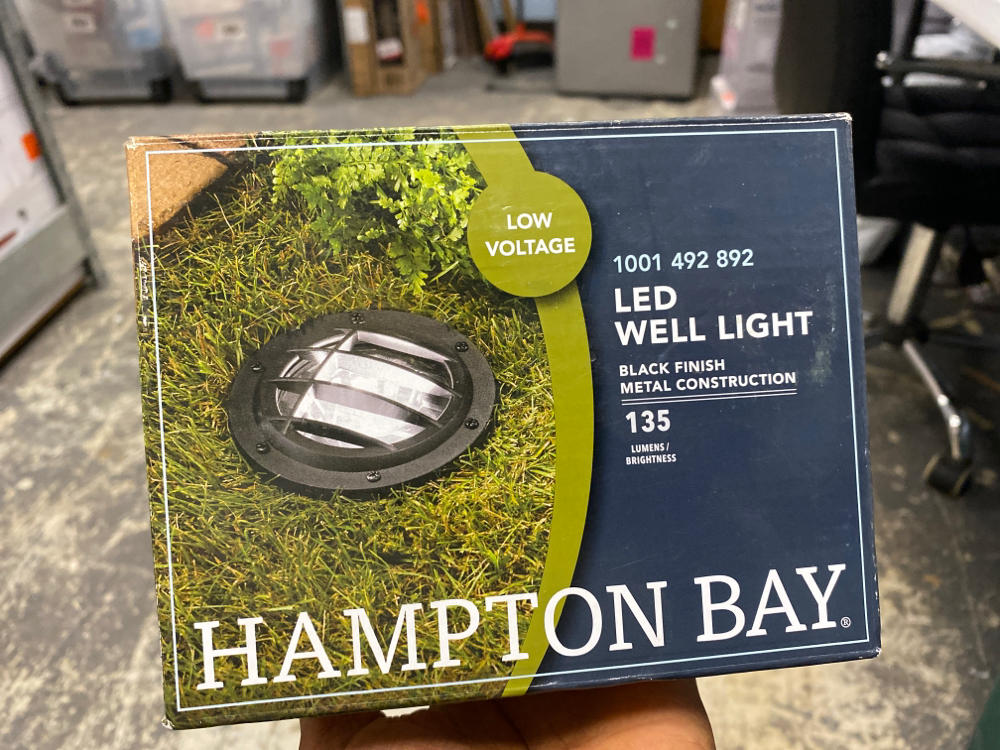 LOW
VOLTAGE
1001 492 892
LED
WELL LIGHT
BLACK FINISH
METAL CONSTRUCTION
135
LUMENS /
BRIGHTNESS
HAMPTON BAY®